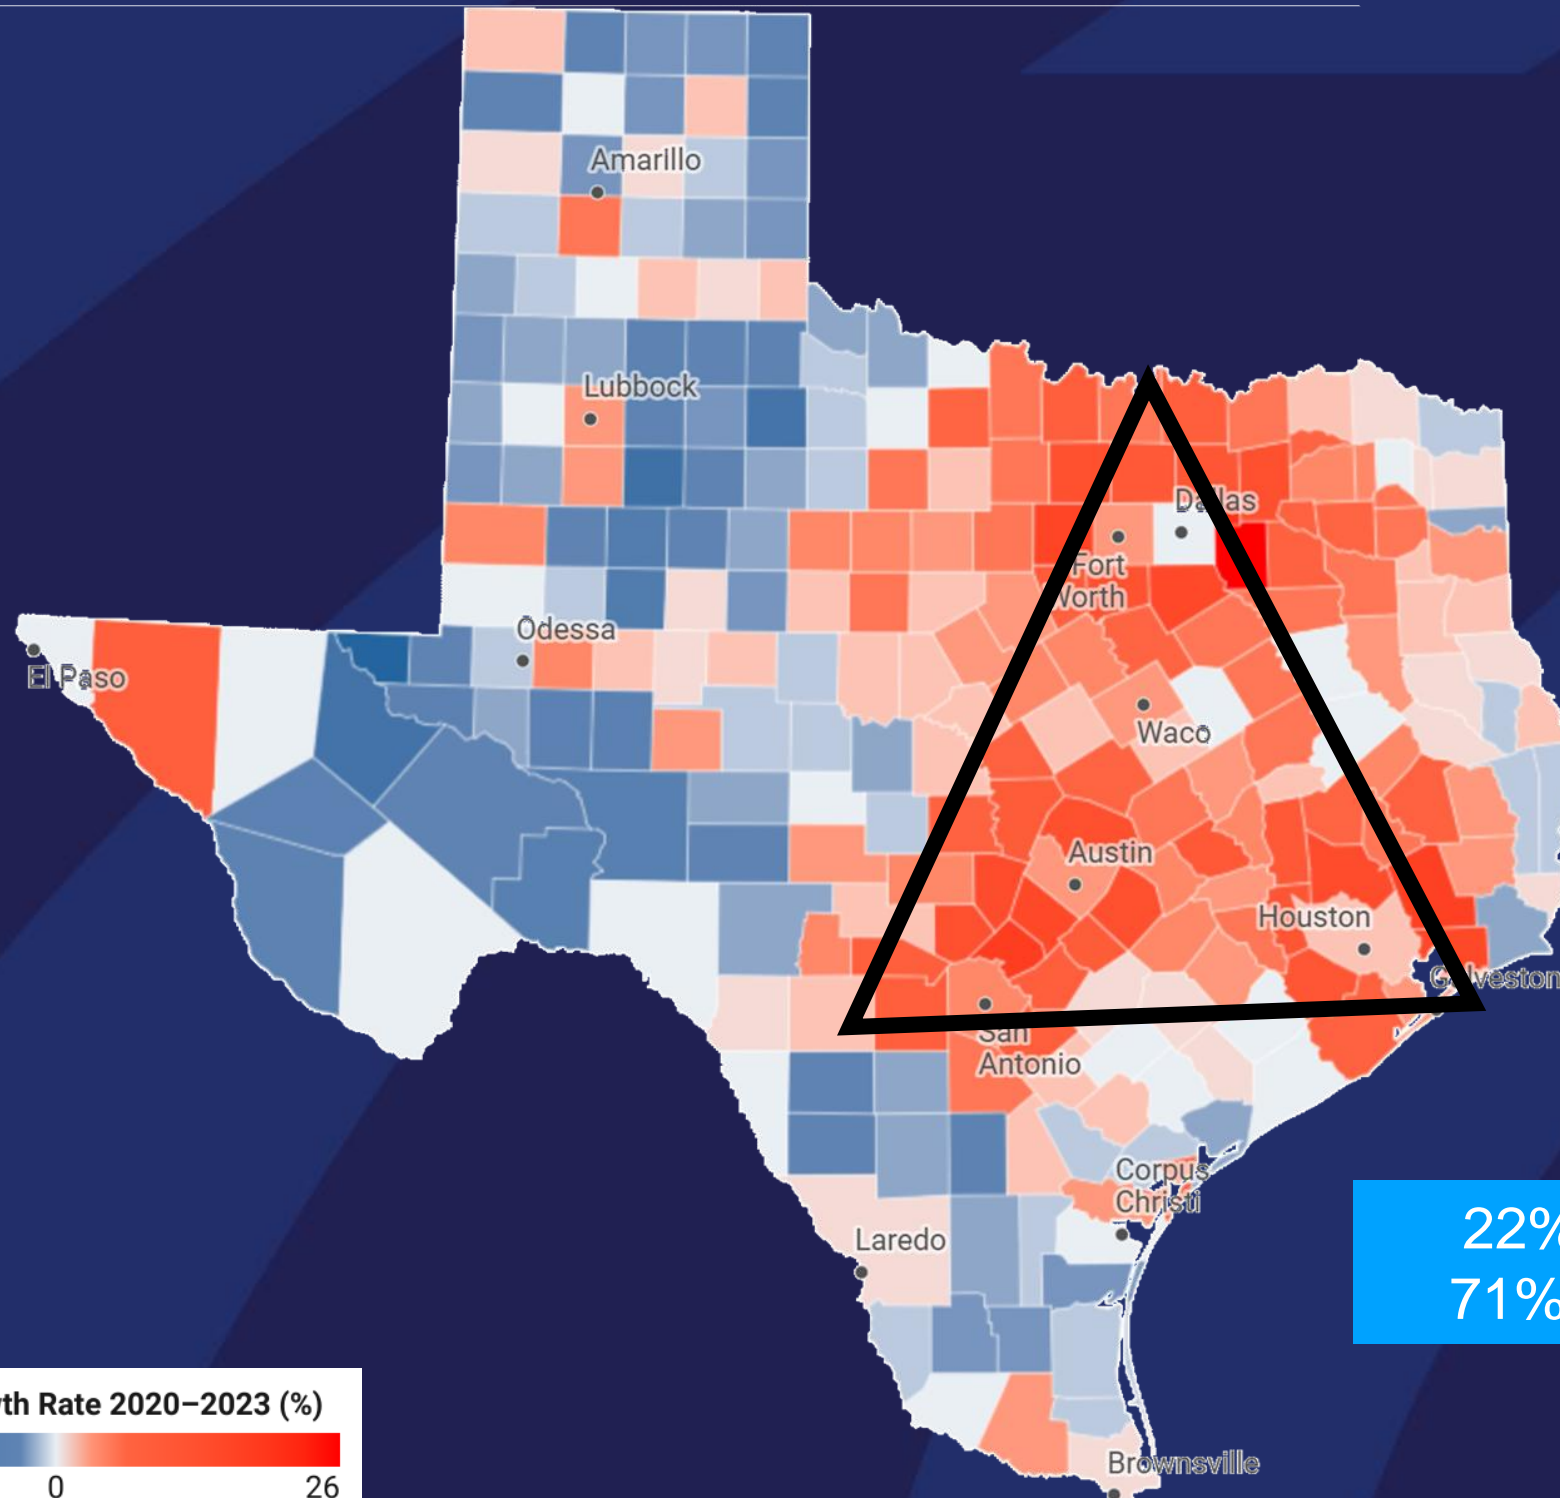 Amarillo
Lubbock
Dallas
Fort
Worth
Odessa
El Paso
Waco
Austin
Houston
Galveston
San
Antonio
Corpus
Christi
22%
71%
Laredo
th Rate 2020–2023 (%)
0
26
Brownsville